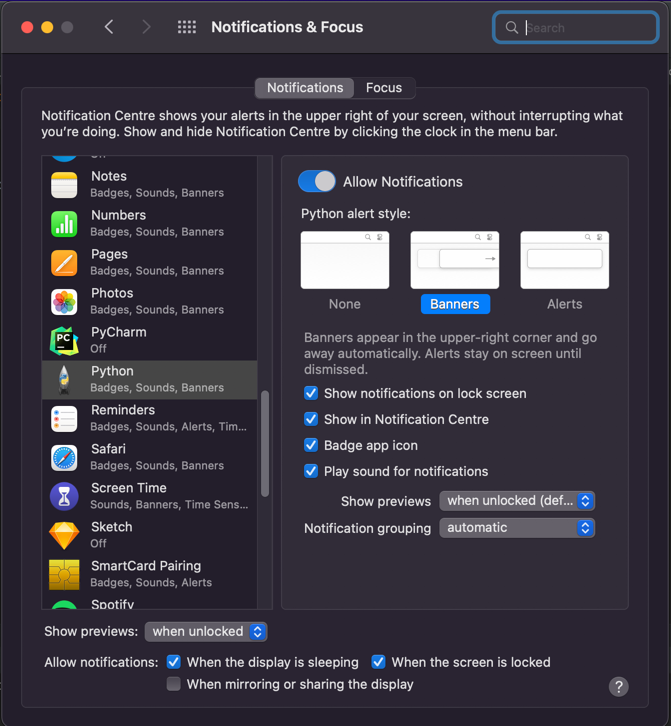 Notifications & Focus
Search
Notifications
Focus
Notification Centre shows your alerts in the upper right of your screen, without interrupting what
you're doing. Show and hide Notification Centre by clicking the clock in the menu bar.
Notes
Badges, Sounds, Banners
Numbers
Badges, Sounds, Banners
Pages
Badges, Sounds, Banners
Photos
Badges, Sounds, Banners
PC
PyCharm
Off
Python
Badges, Sounds, Banners
Reminders
Badges, Sounds, Alerts, Tim...
Safari
Badges, Sounds, Banners
Screen Time
Sounds, Banners, Time Sens...
Sketch
Off
SmartCard Pairing
Badges, Sounds, Alerts
Spotify
Allow Notifications
Python alert style:
None
Banners
Alerts
Banners appear in the upper-right corner and go
away automatically. Alerts stay on screen until
dismissed.
Show notifications on lock screen
Show in Notification Centre
Badge app icon
Play sound for notifications
Show previews
when unlocked (def...
Notification grouping
automatic
Show previews:
when unlocked
Allow notifications:
When the display is sleeping
When the screen is locked
When mirroring or sharing the display
?